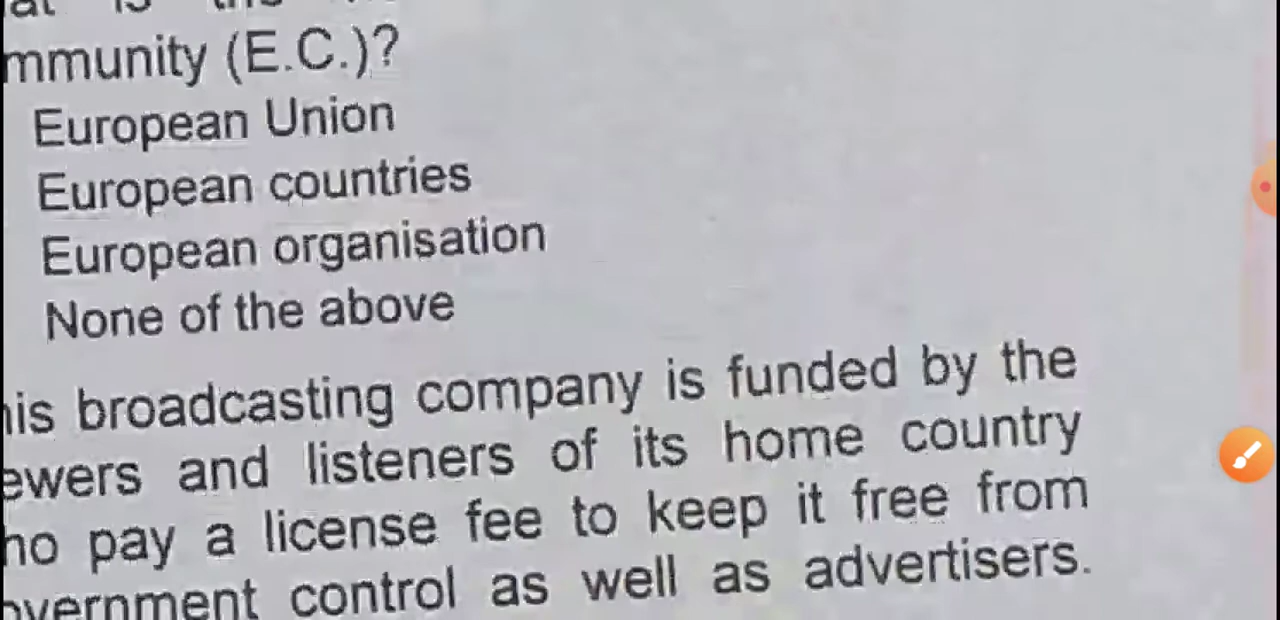 mmunity (E.C.)?
European Union
European countries
European organisation
None of the above
his broadcasting company is funded by the
ewers and listeners of its home country
ho pay a license fee to keep it free from
overnment control as well as advertisers.